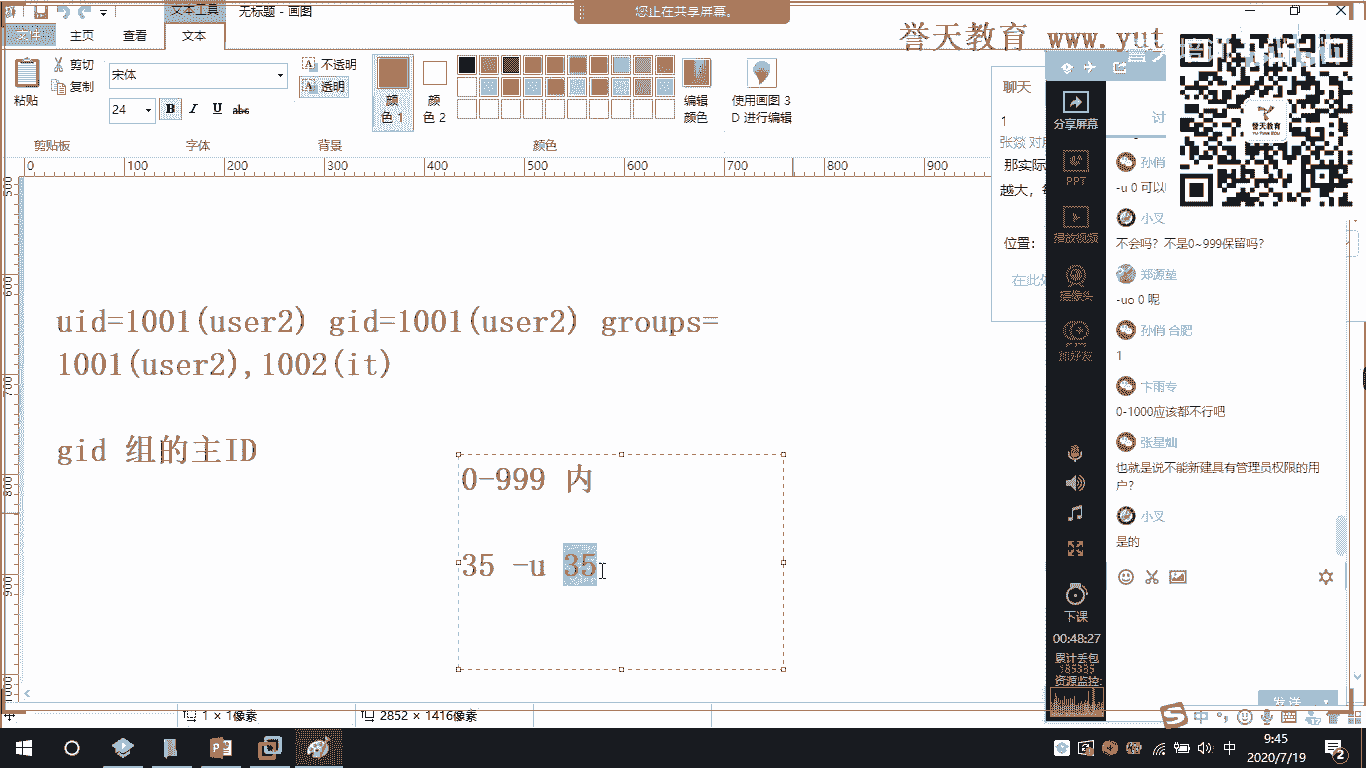 文本工具
无标题 - 画图
您正在共享屏幕。
文件
主页
查看
文本
誉天教育 www.yut
粘贴
剪切
复制
宋体
24
B I U abc
不透明
透明
颜
色 1
颜
色 2
编辑
颜色
使用画图 3
D 进行编辑
剪贴板
字体
背景
颜色
0 100 200 300 400 500 600 700 800 900
500
600
700
800
900
1000
uid=1001(user2) gid=1001(user2) groups=
1001(user2),1002(it)
gid 组的主ID
0-999 内
35 -u 35
聊天
1
张燚 对
那实际
越大,
位置:
在此
分享屏幕
PPT
播放视频
摄像头
加好友
下课
00:48:27
累计丢包
185335
资源监控:
讨
誉天教育
孙俏
-u 0 可以
小叉
不会吗?不是0~999保留吗?
郑源堃
-uo 0 呢
孙俏 合肥
1
卞雨专
0-1000应该都不行吧
张星灿
也就是说不能新建具有管理员权限的用
户?
小叉
是的
发送
1 × 1像素
2852 × 1416像素
中
中
9:45
2020/7/19
2